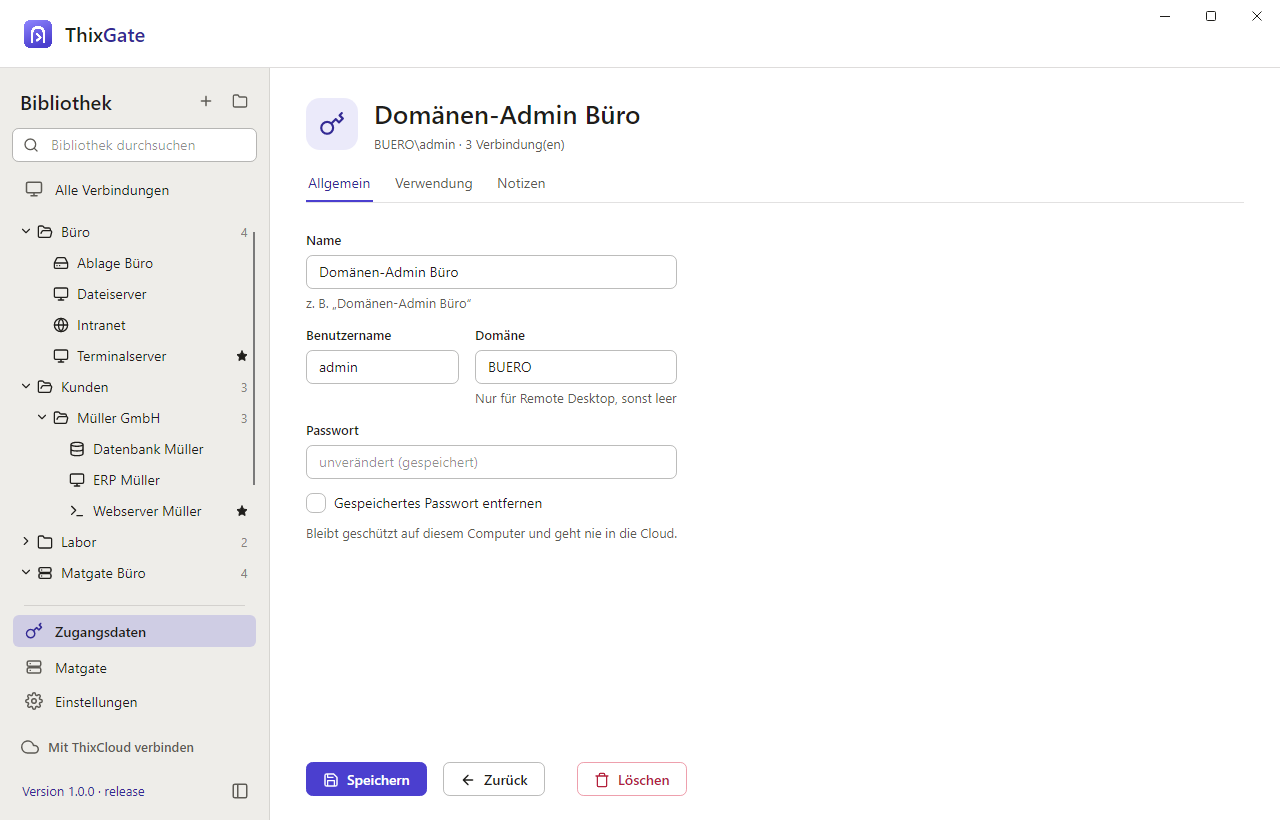 ThixGate
Bibliothek
Bibliothek durchsuchen
Alle Verbindungen
Büro 4
Ablage Büro
Dateiserver
Intranet
Terminalserver
Kunden 3
Müller GmbH 3
Datenbank Müller
ERP Müller
Webserver Müller
Labor 2
Matgate Büro 4
Zugangsdaten
Matgate
Einstellungen
Mit ThixCloud verbinden
Version 1.0.0 · release
Domänen-Admin Büro
BUERO\admin · 3 Verbindung(en)
Allgemein Verwendung Notizen
Name
Domänen-Admin Büro
z. B. „Domänen-Admin Büro“
Benutzername Domäne
admin BUERO
Nur für Remote Desktop, sonst leer
Passwort
unverändert (gespeichert)
Gespeichertes Passwort entfernen
Bleibt geschützt auf diesem Computer und geht nie in die Cloud.
Speichern Zurück Löschen